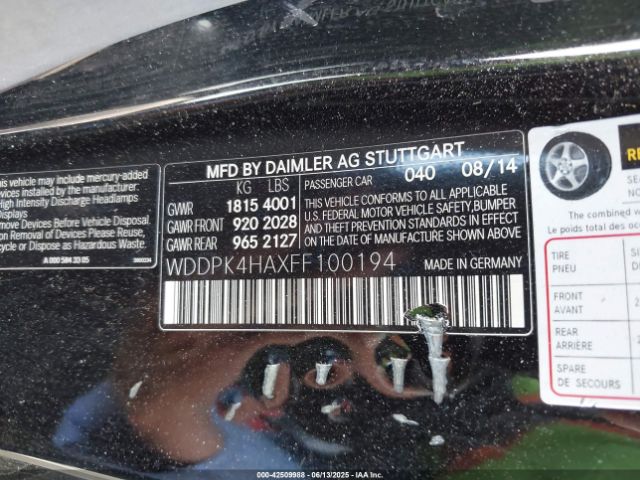 this vehicle may include mercury-added
devices installed by the manufacturer:
High Intensity Discharge Headlamps
Displays
Remove Devices Before Vehicle Disposal.
on Removal of Devices Please Reuse,
cycle or Dispose as Hazardous Waste.
A 000 584 33 05
MFD BY DAIMLER AG STUTTGART
KG LBS PASSENGER CAR 040 08/14
GVWR 1815 4001
GAWR FRONT 920 2028
GAWR REAR 965 2127
THIS VEHICLE CONFORMS TO ALL APPLICABLE
U.S. FEDERAL MOTOR VEHICLE SAFETY, BUMPER
AND THEFT PREVENTION STANDARDS IN EFFECT
ON THE DATE OF MANUFACTURE SHOWN ABOVE.
WDDPK4HAXFF100194 MADE IN GERMANY
The combined
Le poids total
TIRE
PNEU
FRONT
AVANT
REAR
ARRIÈRE
SPARE
DE SECOURS
000-42509988 - 06/13/2025 - IAA Inc.